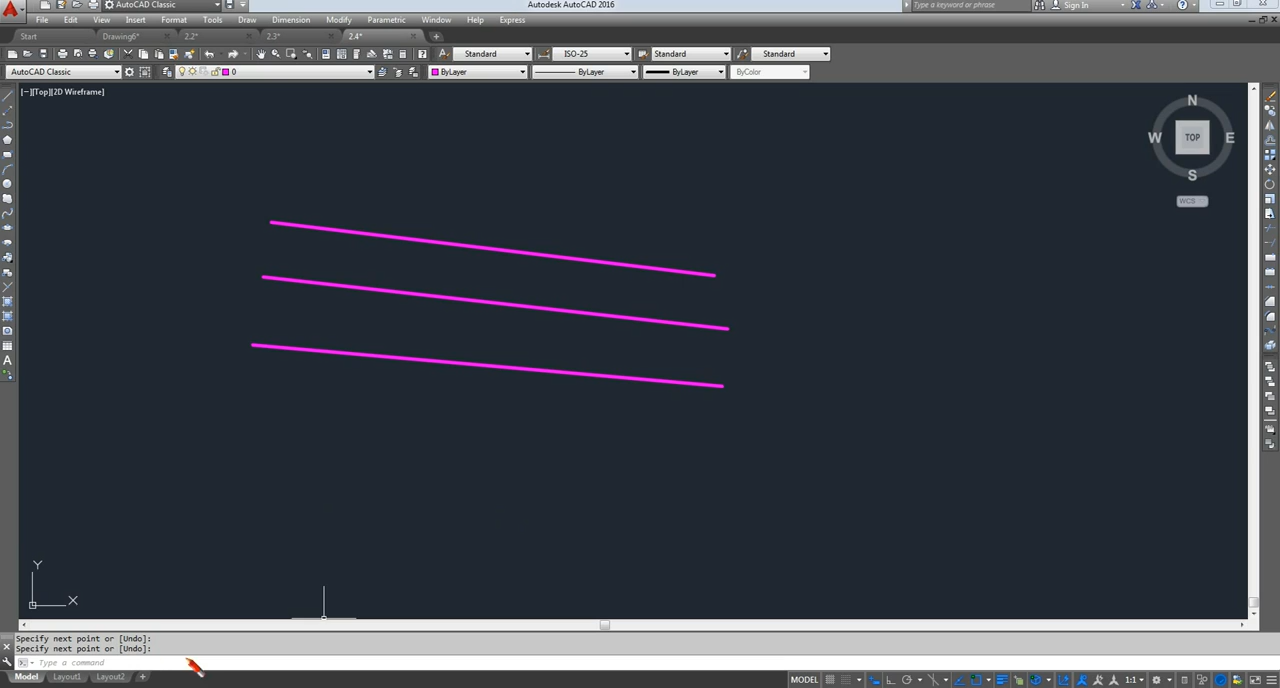 AutoCAD Classic
Autodesk AutoCAD 2016
Type a keyword or phrase
Sign In
File Edit View Insert Format Tools Draw Dimension Modify Parametric Window Help Express
Start Drawing6* 2.2* 2.3* 2.4*
Standard ISO-25 Standard Standard
AutoCAD Classic 0 ByLayer ByLayer ByLayer ByColor
[−][Top][2D Wireframe]
N
W TOP E
S
WCS
Y
X
Specify next point or [Undo]:
Specify next point or [Undo]:
Type a command
Model Layout1 Layout2 MODEL 1:1